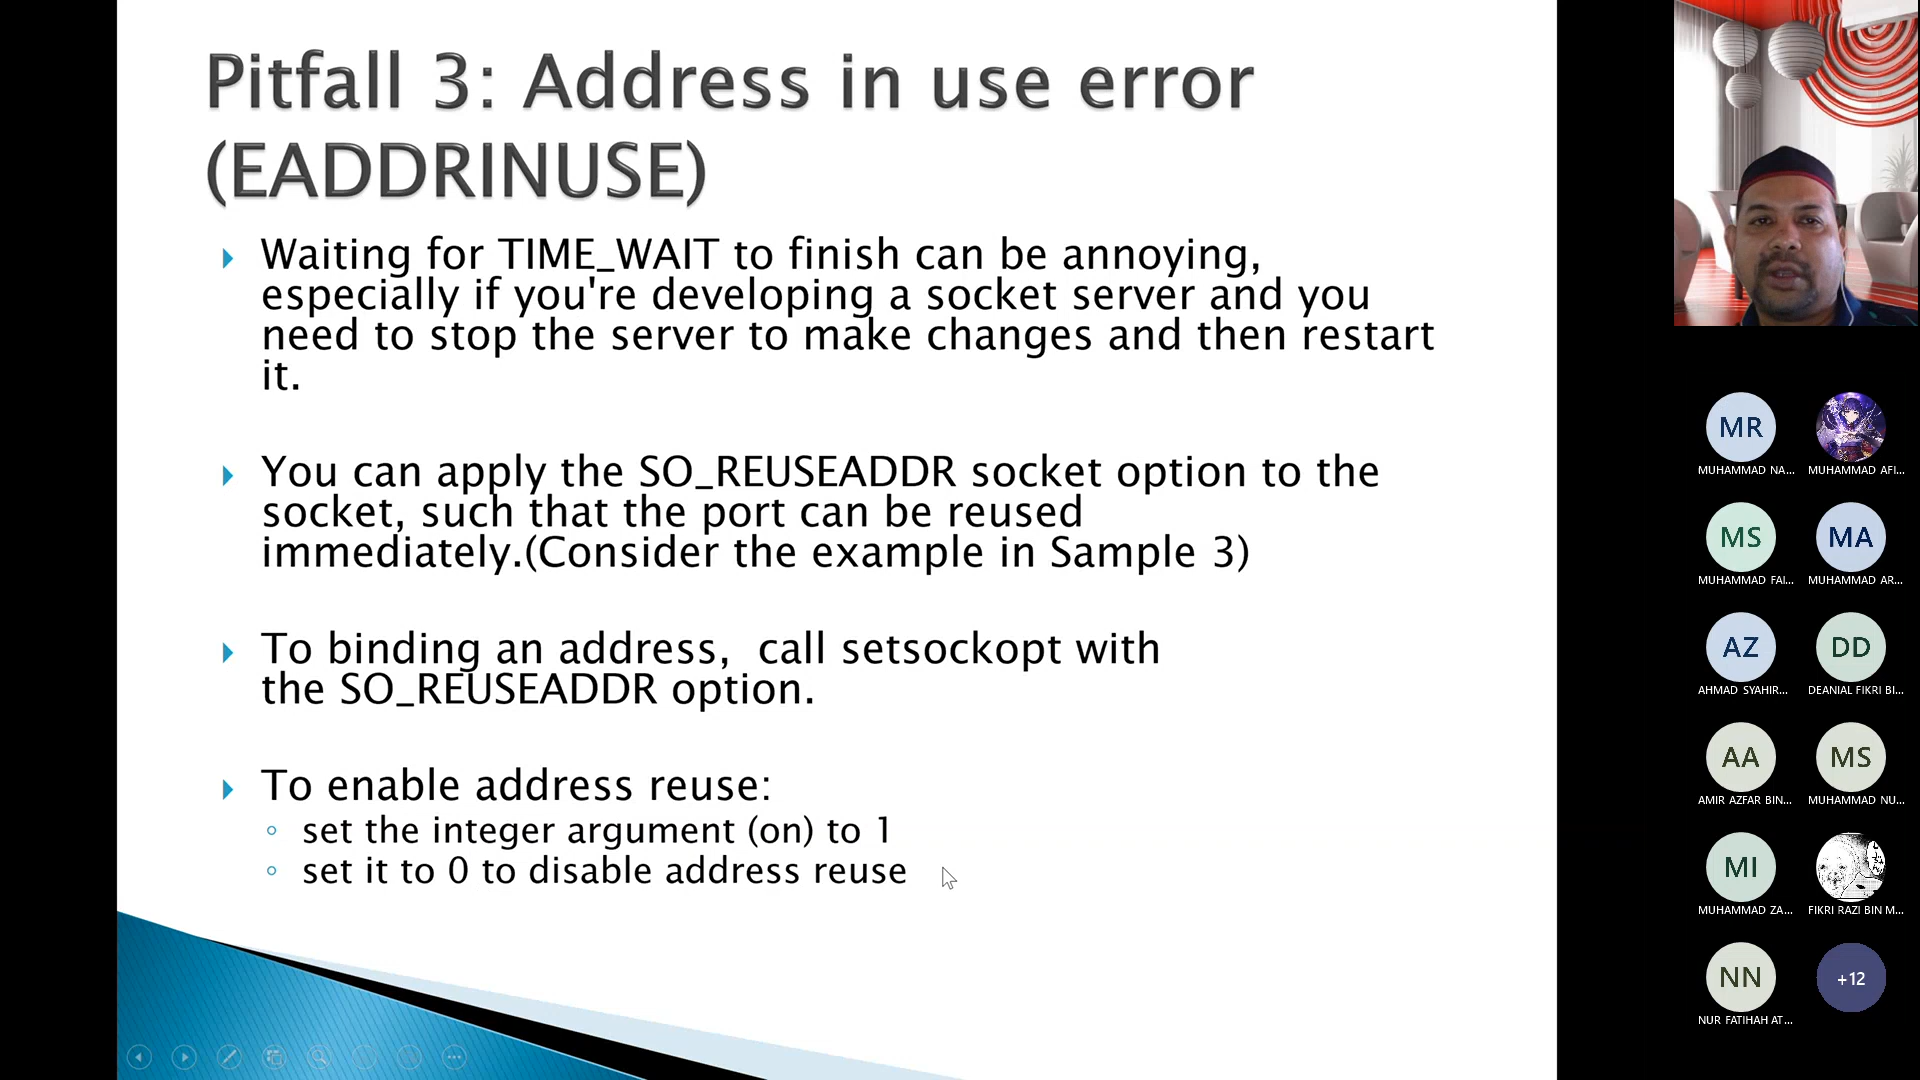 Pitfall 3: Address in use error
(EADDRINUSE)
Waiting for TIME_WAIT to finish can be annoying,
especially if you're developing a socket server and you
need to stop the server to make changes and then restart
it.
You can apply the SO_REUSEADDR socket option to the
socket, such that the port can be reused
immediately.(Consider the example in Sample 3)
To binding an address,  call setsockopt with
the SO_REUSEADDR option.
To enable address reuse:
set the integer argument (on) to 1
set it to 0 to disable address reuse
MR
MUHAMMAD NA...
MUHAMMAD AFI...
MS
MUHAMMAD FAI...
MA
MUHAMMAD AR...
AZ
AHMAD SYAHIR...
DD
DEANIAL FIKRI BI...
AA
AMIR AZFAR BIN...
MS
MUHAMMAD NU...
MI
MUHAMMAD ZA...
FIKRI RAZI BIN M...
NN
NUR FATIHAH AT...
+12